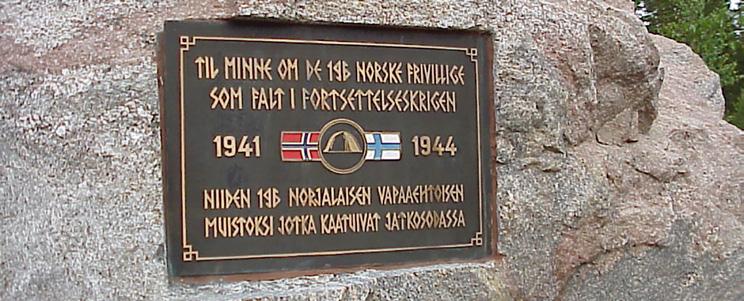 TIL MINNE OM DE 196 NORSKE FRIVILLIGE
SOM FALT I FORTSETTELSESKRIGEN
1941 1944
NIIDEN 196 NORJALAISEN VAPAAEHTOISEN
MUISTOKSI JOTKA KAATUIVAT JATKOSODASSA